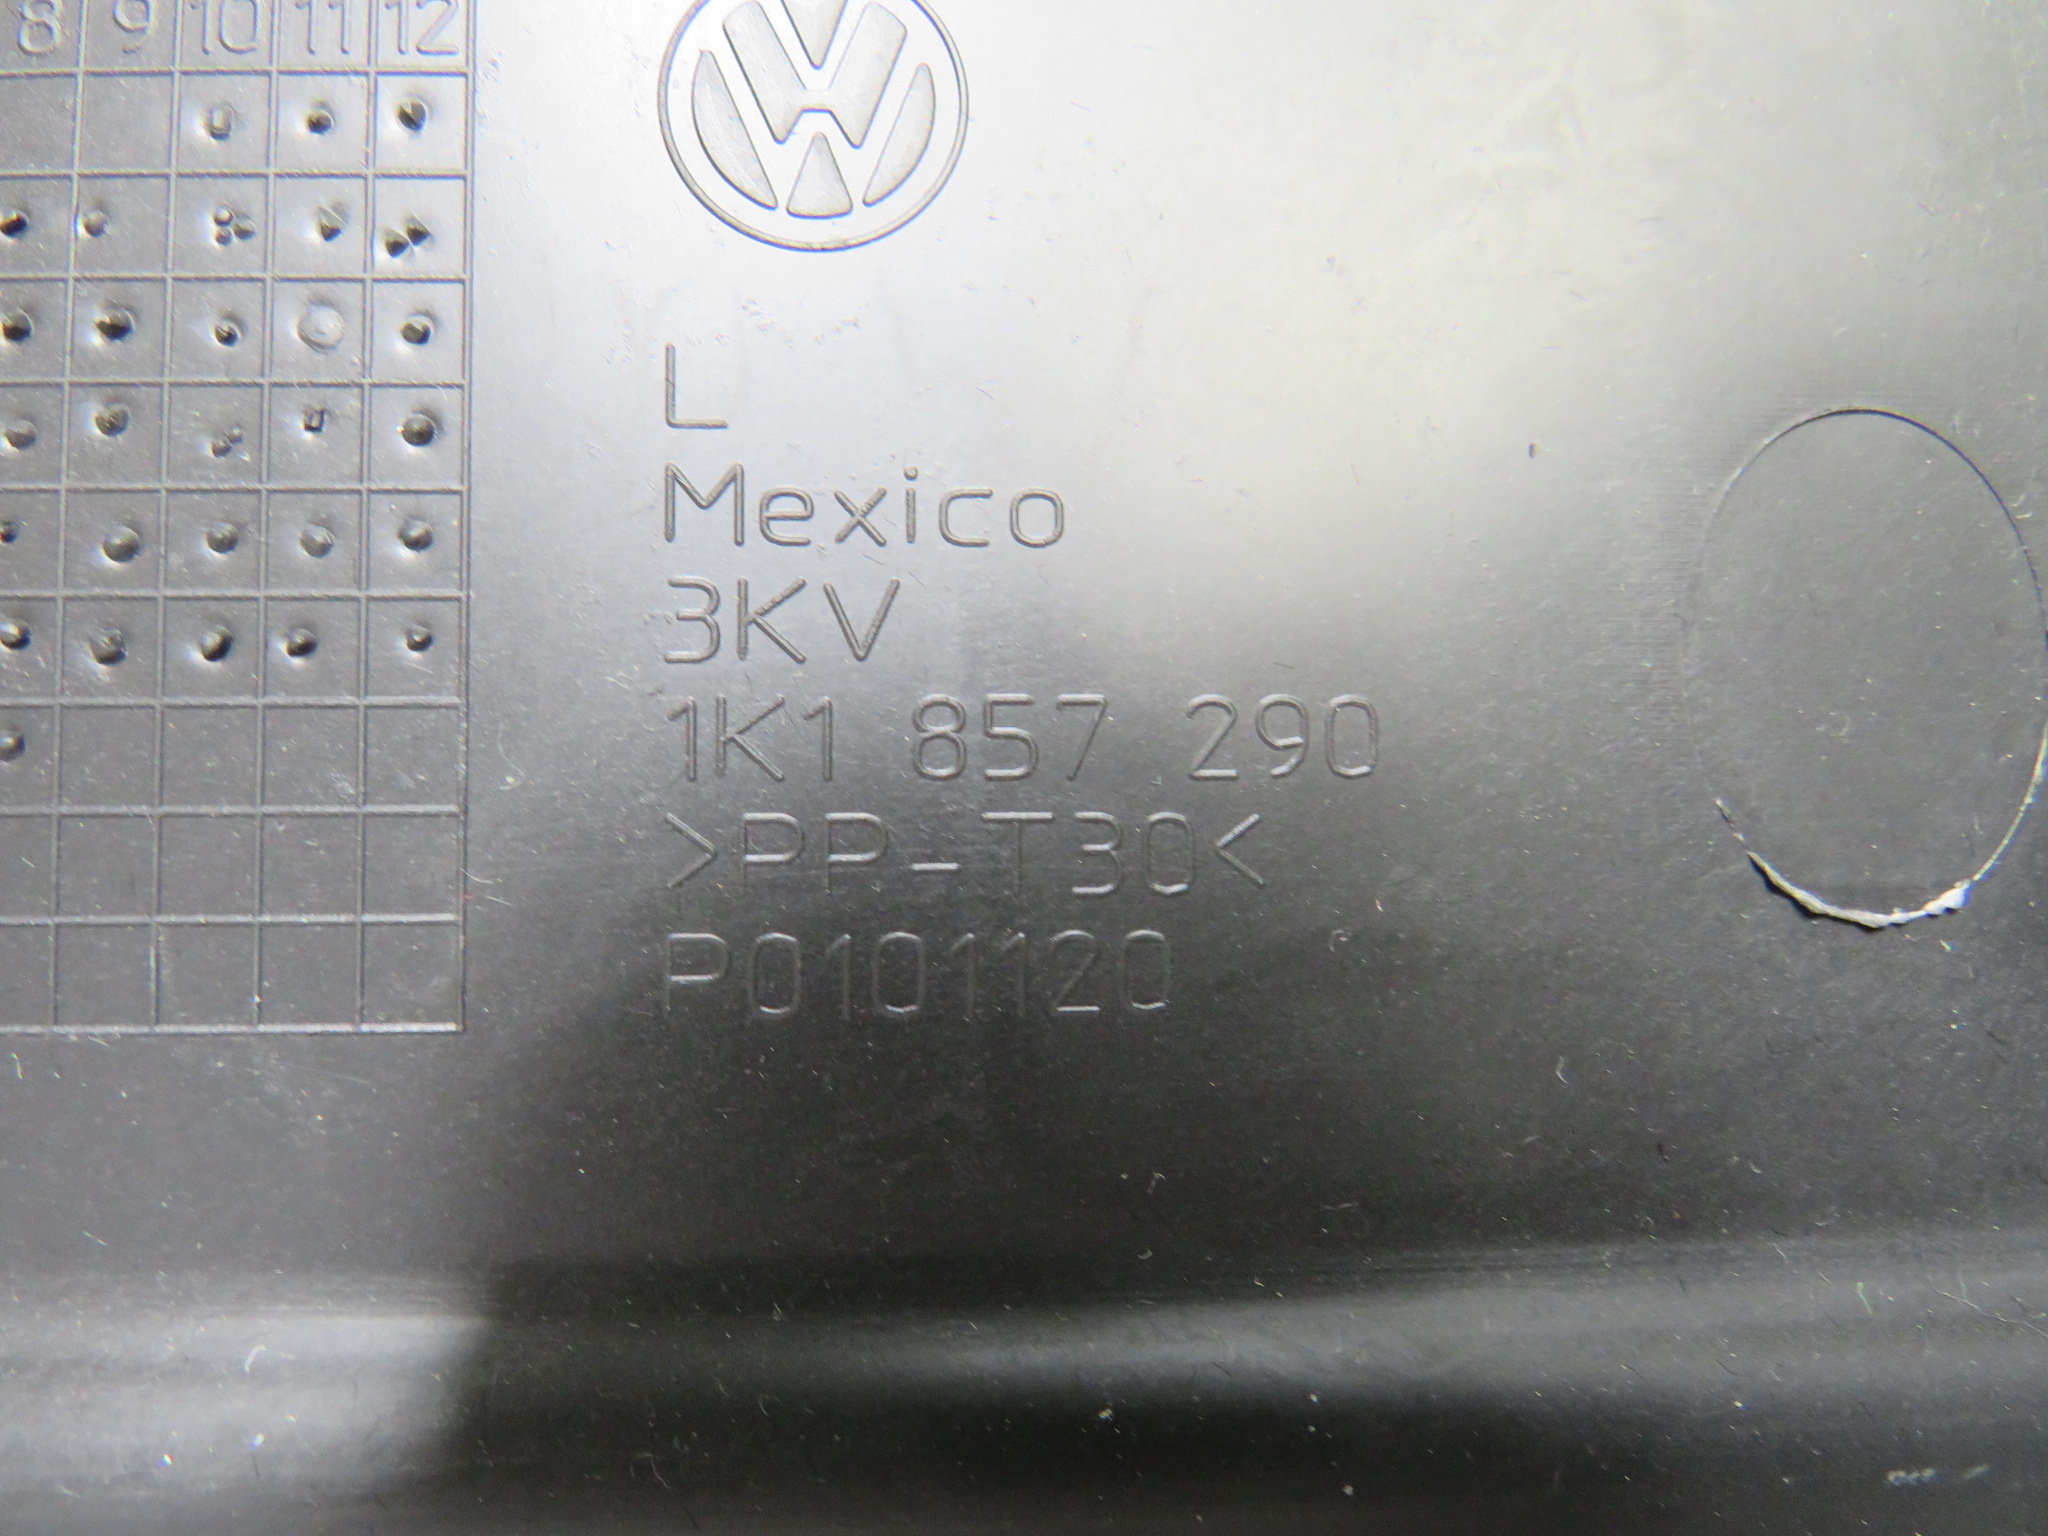 8 9 10 11 12
L
Mexico
3KV
1K1 857 290
>PP-T30<
P0101120